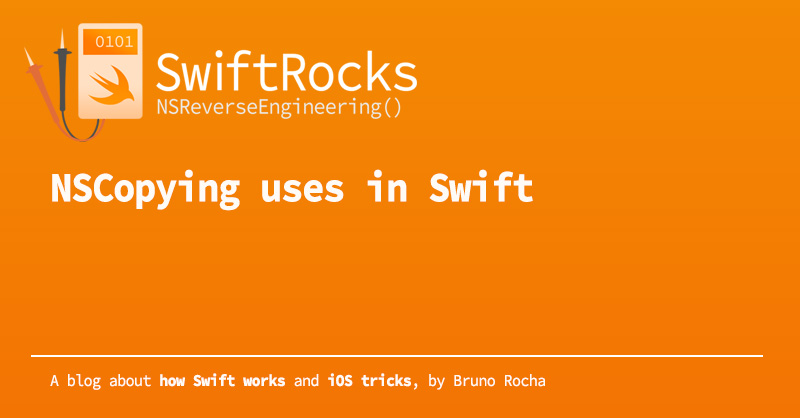 0101
SwiftRocks
NSReverseEngineering()
NSCopying uses in Swift
A blog about how Swift works and iOS tricks, by Bruno Rocha